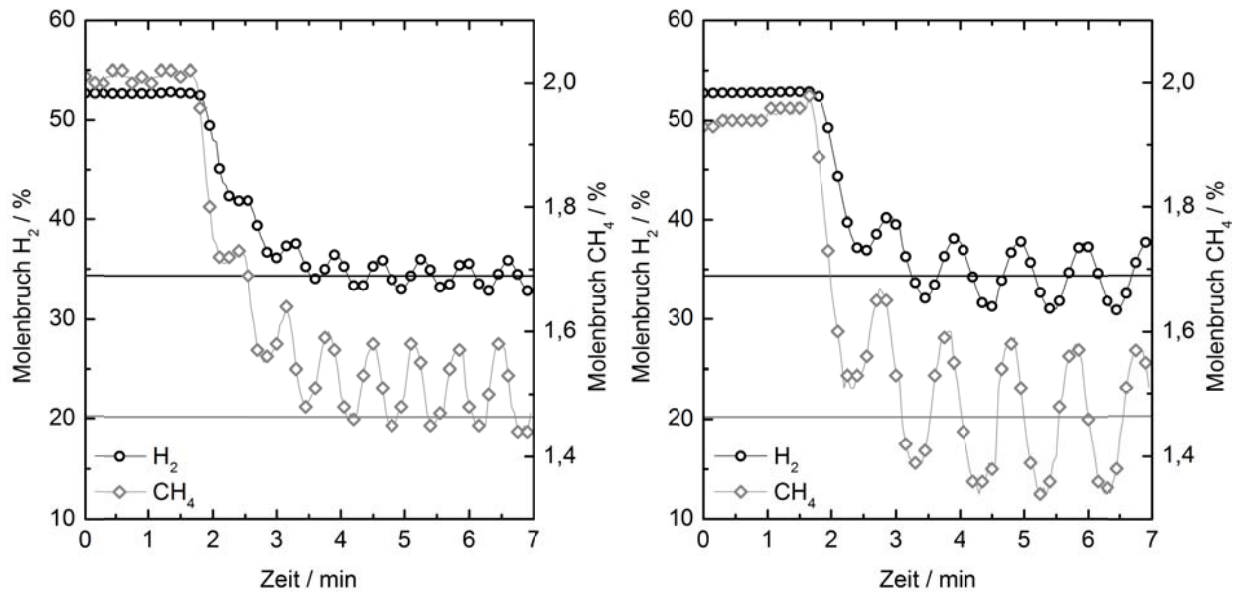 60
50
40
30
20
10
Molenbruch H₂ / %
2,0
1,8
1,6
1,4
Molenbruch CH₄ / %
H₂
CH₄
0 1 2 3 4 5 6 7
Zeit / min
60
50
40
30
20
10
Molenbruch H₂ / %
2,0
1,8
1,6
1,4
Molenbruch CH₄ / %
H₂
CH₄
0 1 2 3 4 5 6 7
Zeit / min